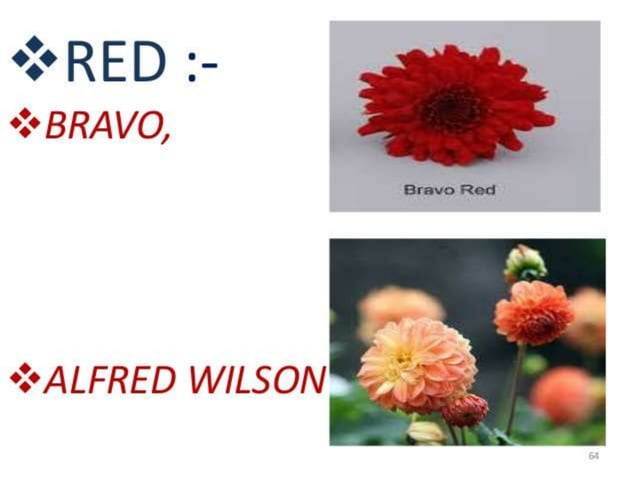 ❖RED :-
❖BRAVO,
Bravo Red
❖ALFRED WILSON
64